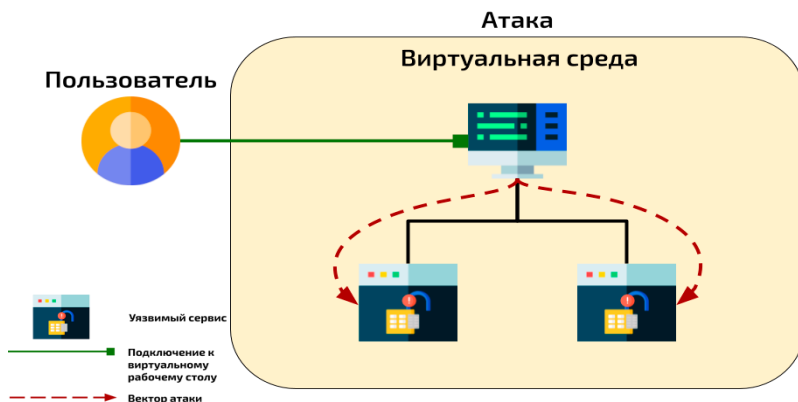 Атака
Виртуальная среда
Пользователь
Уязвимый сервис
Подключение к
виртуальному
рабочему столу
Вектор атаки